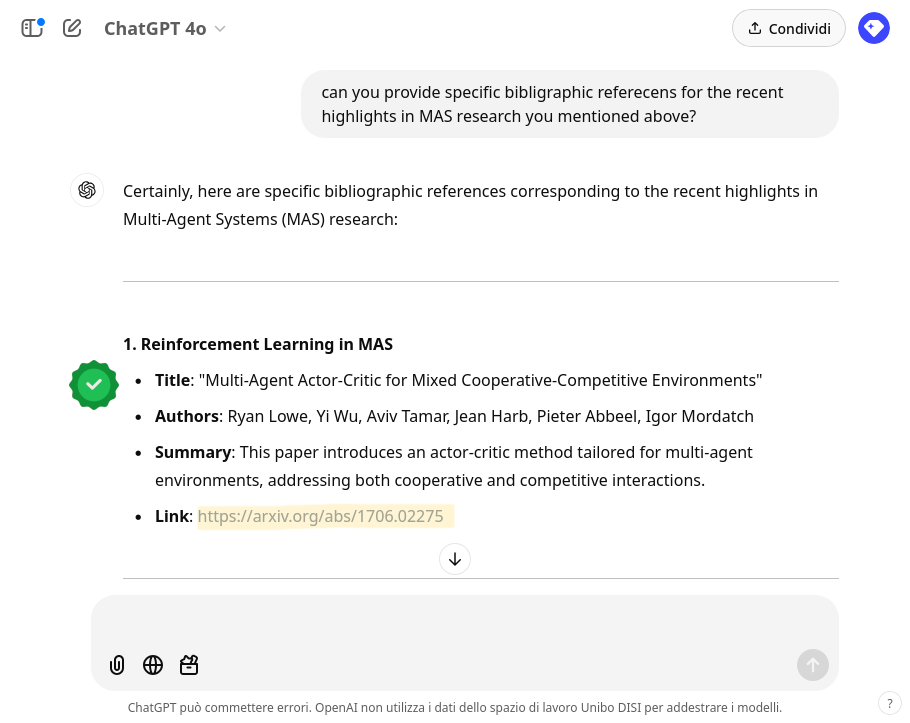 ChatGPT 4o
Condividi
can you provide specific bibligraphic referecens for the recent
highlights in MAS research you mentioned above?
Certainly, here are specific bibliographic references corresponding to the recent highlights in
Multi-Agent Systems (MAS) research:
1. Reinforcement Learning in MAS
• Title: "Multi-Agent Actor-Critic for Mixed Cooperative-Competitive Environments"
• Authors: Ryan Lowe, Yi Wu, Aviv Tamar, Jean Harb, Pieter Abbeel, Igor Mordatch
• Summary: This paper introduces an actor-critic method tailored for multi-agent
environments, addressing both cooperative and competitive interactions.
• Link: https://arxiv.org/abs/1706.02275
ChatGPT può commettere errori. OpenAI non utilizza i dati dello spazio di lavoro Unibo DISI per addestrare i modelli.
?